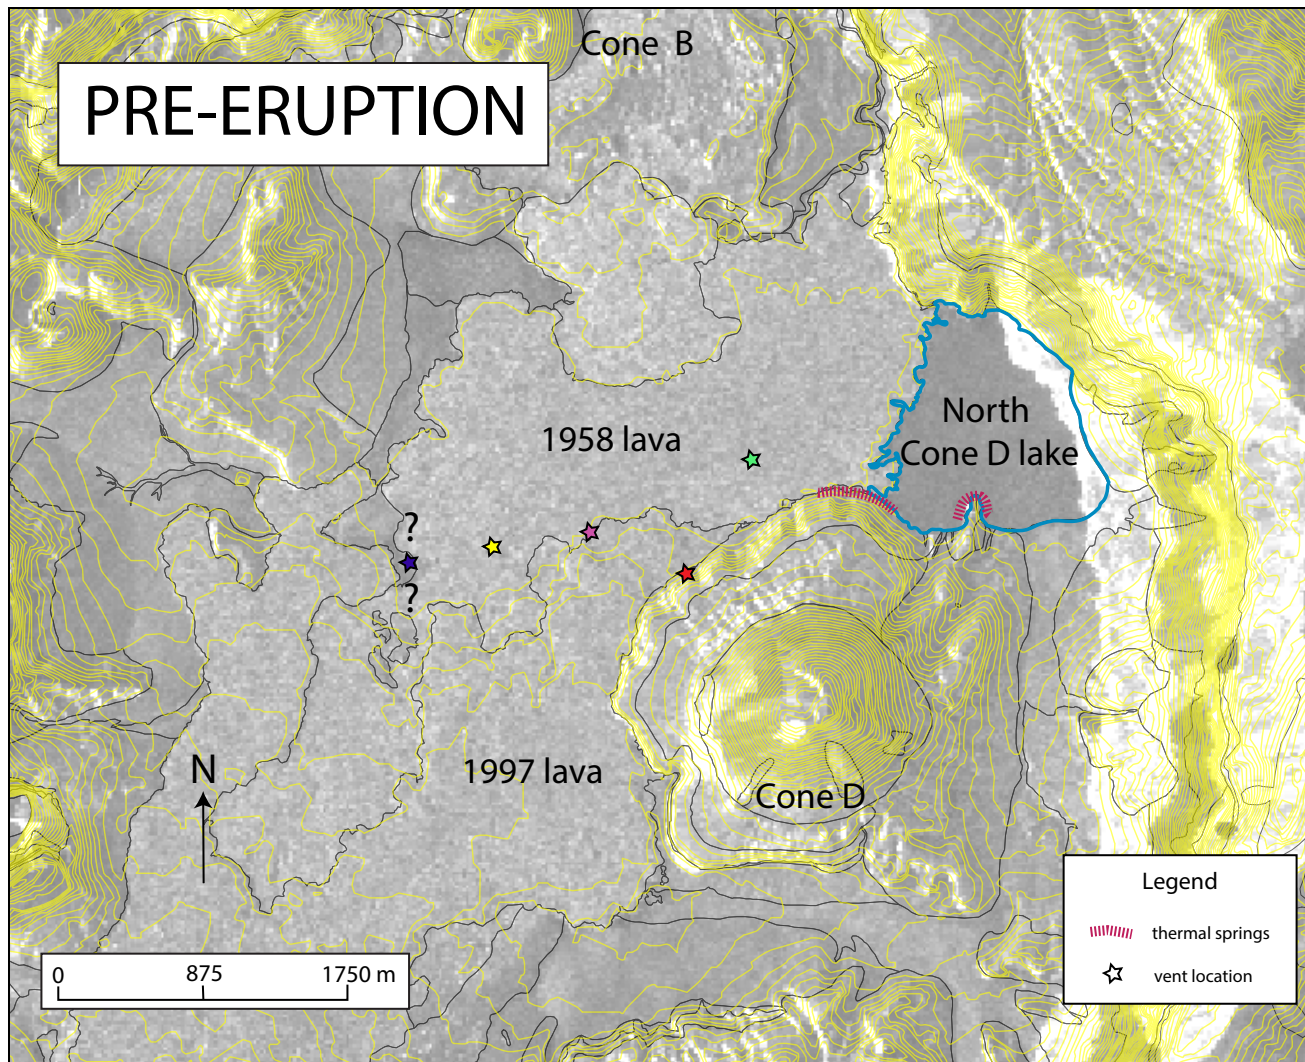 Cone B
PRE-ERUPTION
North
Cone D lake
1958 lava
?
?
1997 lava
N
Cone D
Legend
thermal springs
vent location
0 875 1750 m